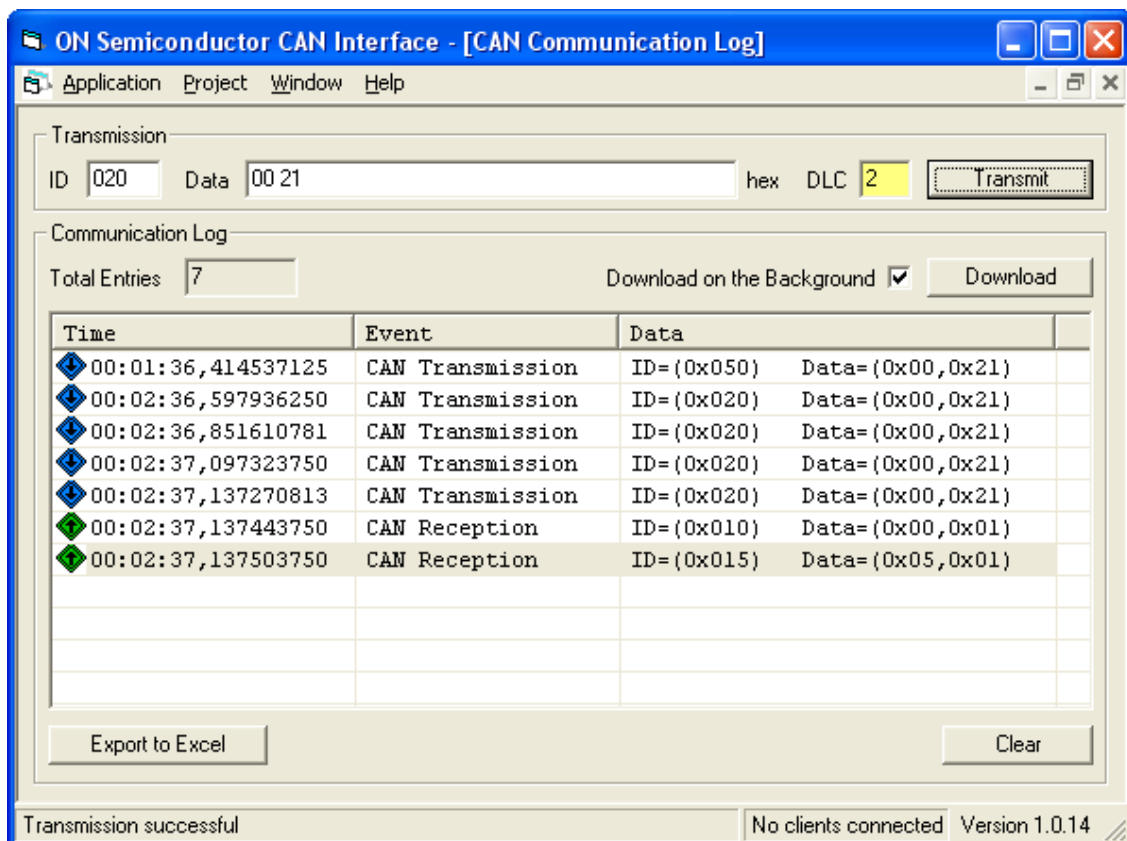 ON Semiconductor CAN Interface - [CAN Communication Log]
Application Project Window Help
Transmission
ID 020 Data 00 21 hex DLC 2 Transmit
Communication Log
Total Entries 7 Download on the Background Download
Time Event Data
00:01:36,414537125 CAN Transmission ID=(0x050) Data=(0x00,0x21)
00:02:36,597936250 CAN Transmission ID=(0x020) Data=(0x00,0x21)
00:02:36,851610781 CAN Transmission ID=(0x020) Data=(0x00,0x21)
00:02:37,097323750 CAN Transmission ID=(0x020) Data=(0x00,0x21)
00:02:37,137270813 CAN Transmission ID=(0x020) Data=(0x00,0x21)
00:02:37,137443750 CAN Reception ID=(0x010) Data=(0x00,0x01)
00:02:37,137503750 CAN Reception ID=(0x015) Data=(0x05,0x01)
Export to Excel Clear
Transmission successful No clients connected Version 1.0.14